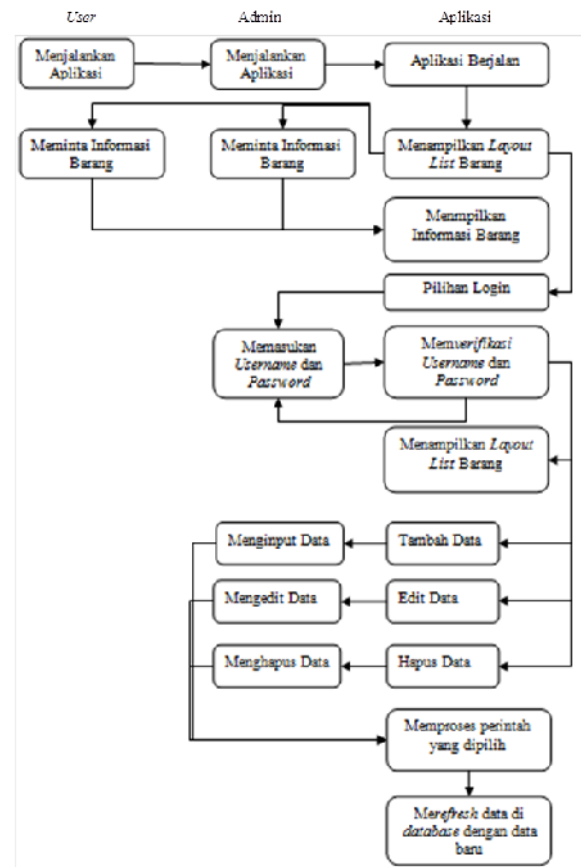 User Admin Aplikasi
Menjalankan
Aplikasi
Menjalankan
Aplikasi
Aplikasi Berjalan
Meminta Informasi
Barang
Meminta Informasi
Barang
Menampilkan Layout
List Barang
Menmpilkan
Informasi Barang
Pilihan Login
Memasukan
Username dan
Password
Memverifikasi
Username dan
Password
Menampilkan Layout
List Barang
Menginput Data
Tambah Data
Mengedit Data
Edit Data
Menghapus Data
Hapus Data
Memproses perintah
yang dipilih
Merefresh data di
database dengan data
baru